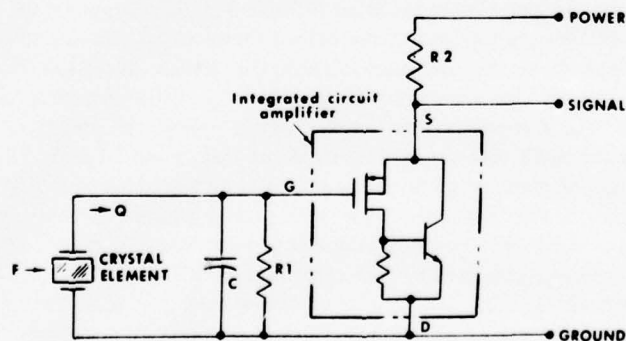 POWER
R2
Integrated circuit
amplifier
SIGNAL
S
G
Q
F
CRYSTAL
ELEMENT
C
R1
D
GROUND